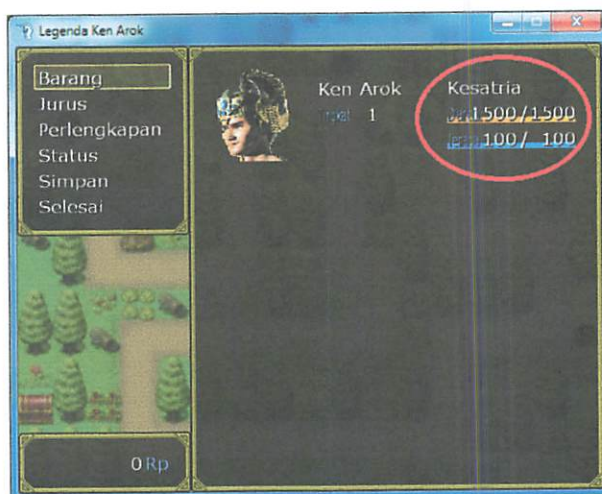 Legenda Ken Arok
Barang
Jurus
Perlengkapan
Status
Simpan
Selesai
Ken Arok
1
Kesatria
1500/1500
100/ 100
0 Rp